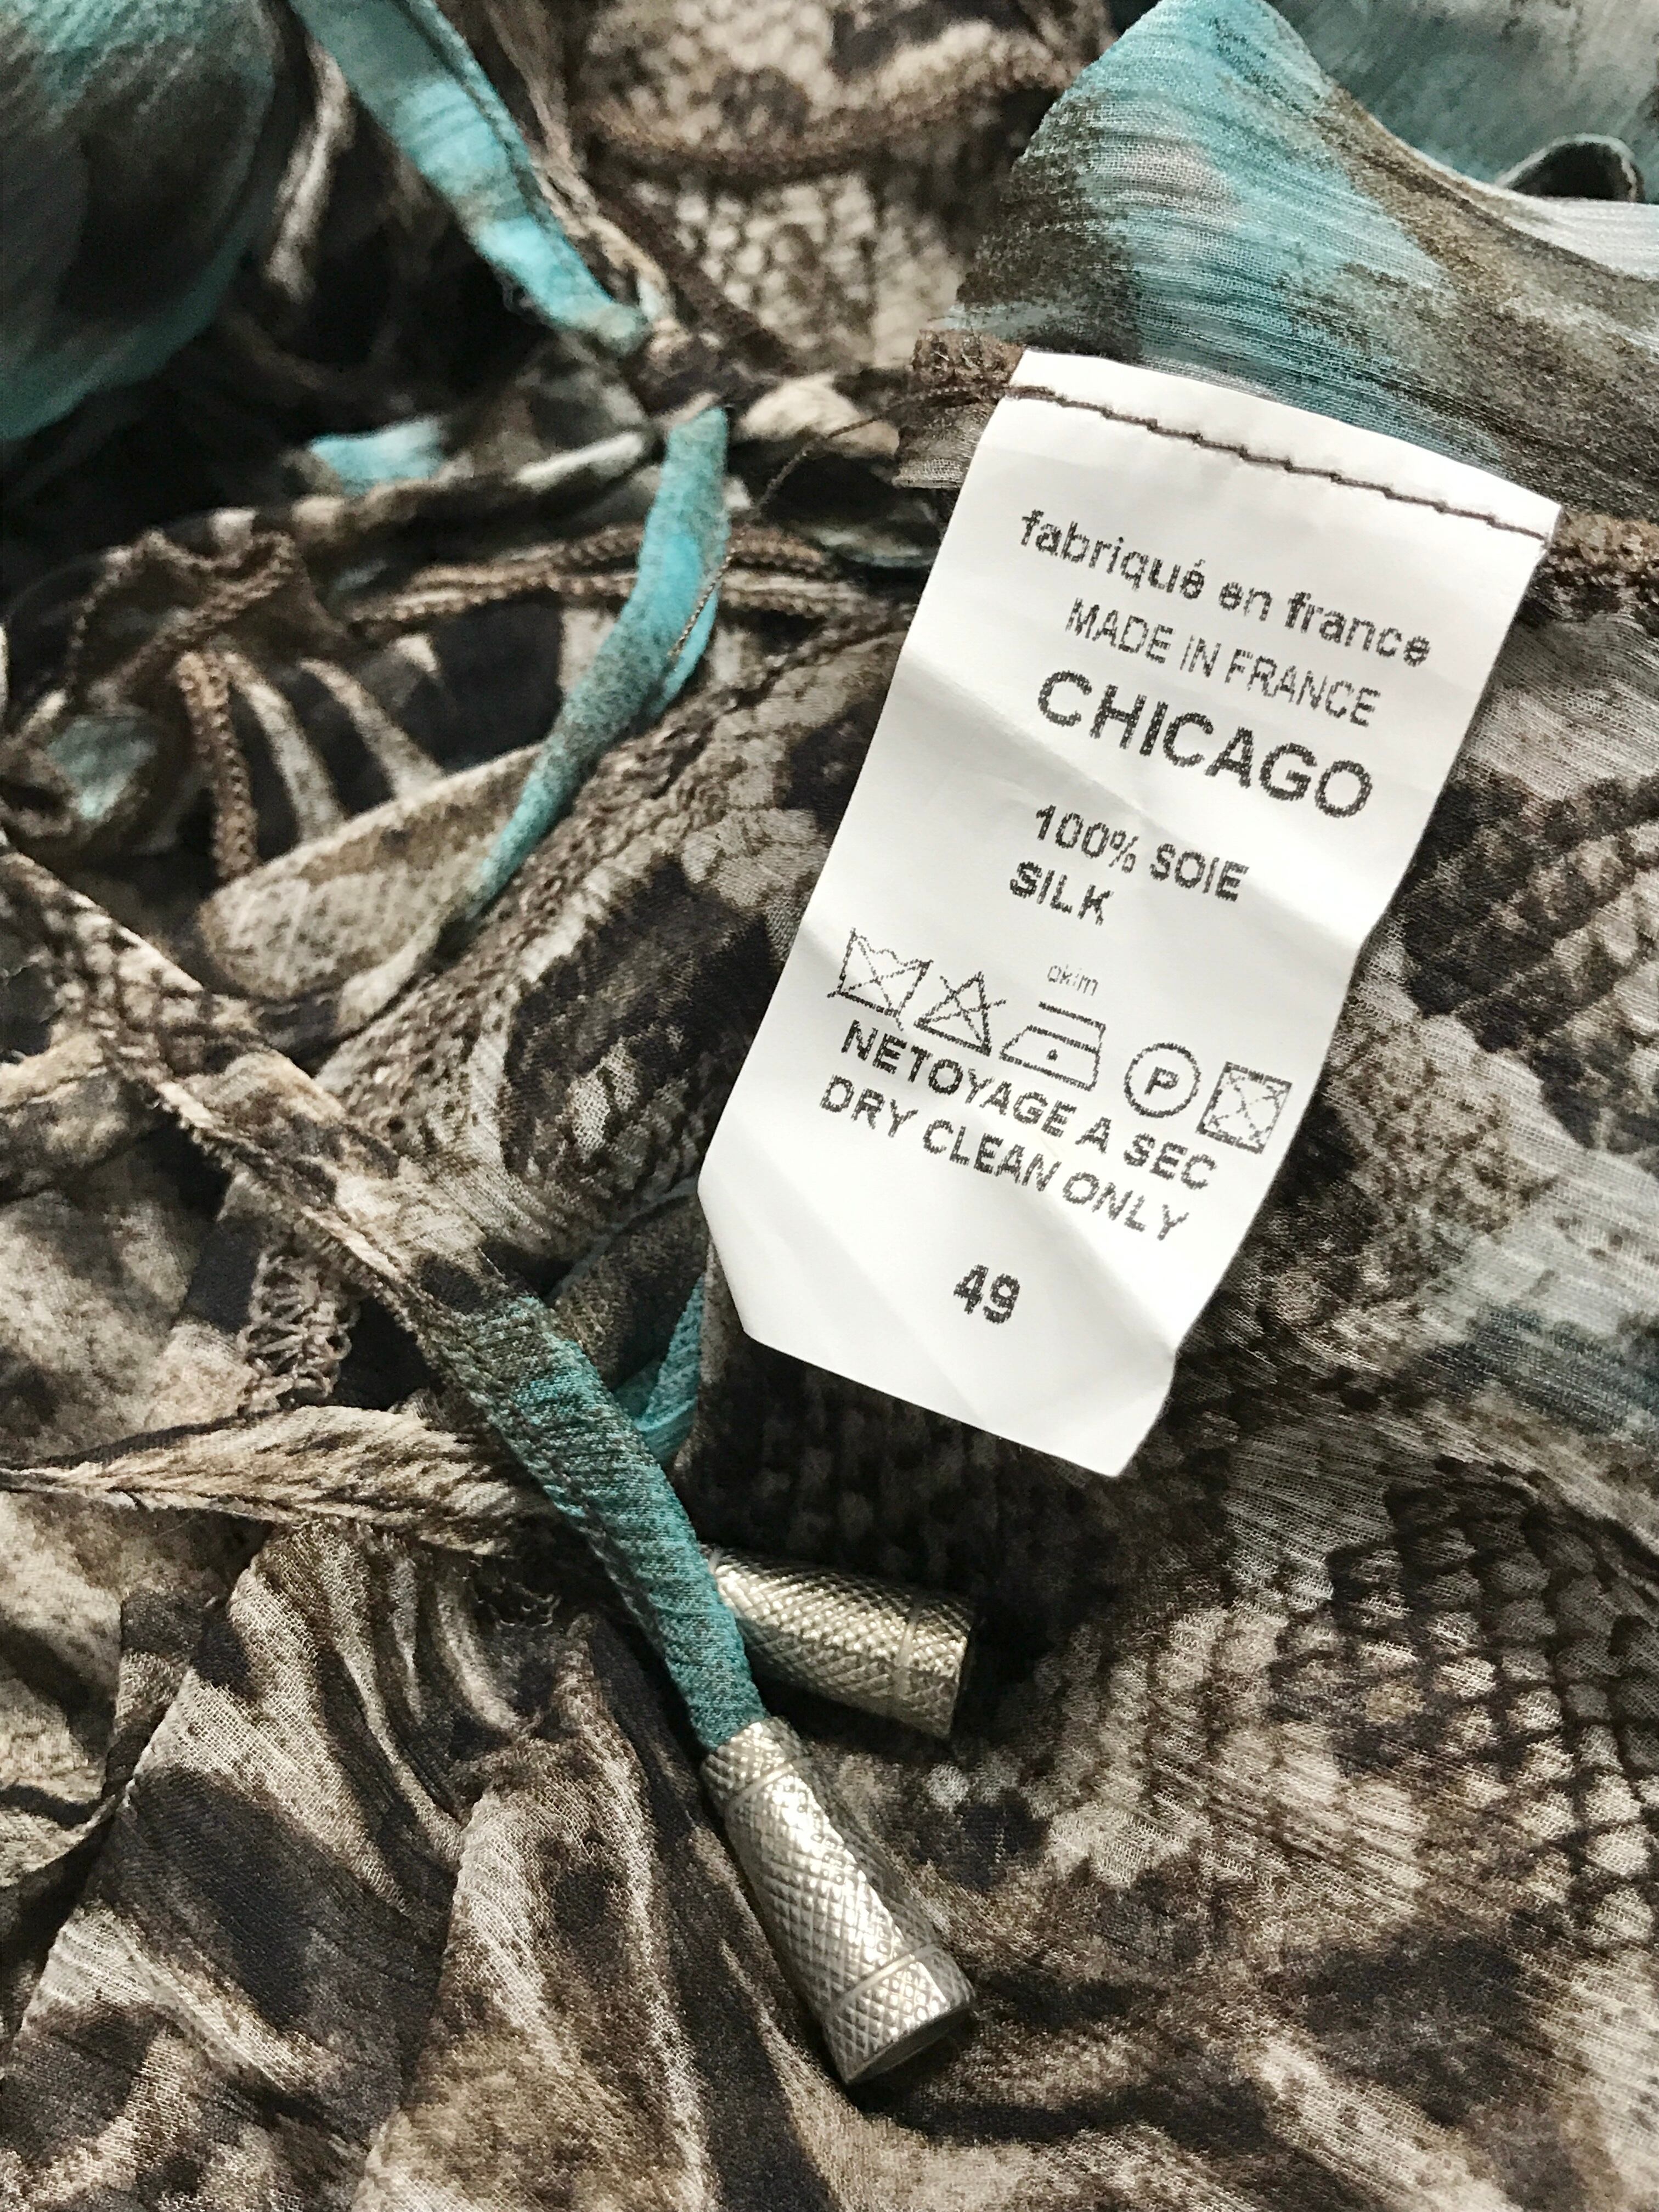 fabriqué en france
MADE IN FRANCE
CHICAGO
100% SOIE
SILK
okim
P
NETOYAGE A SEC
DRY CLEAN ONLY
49